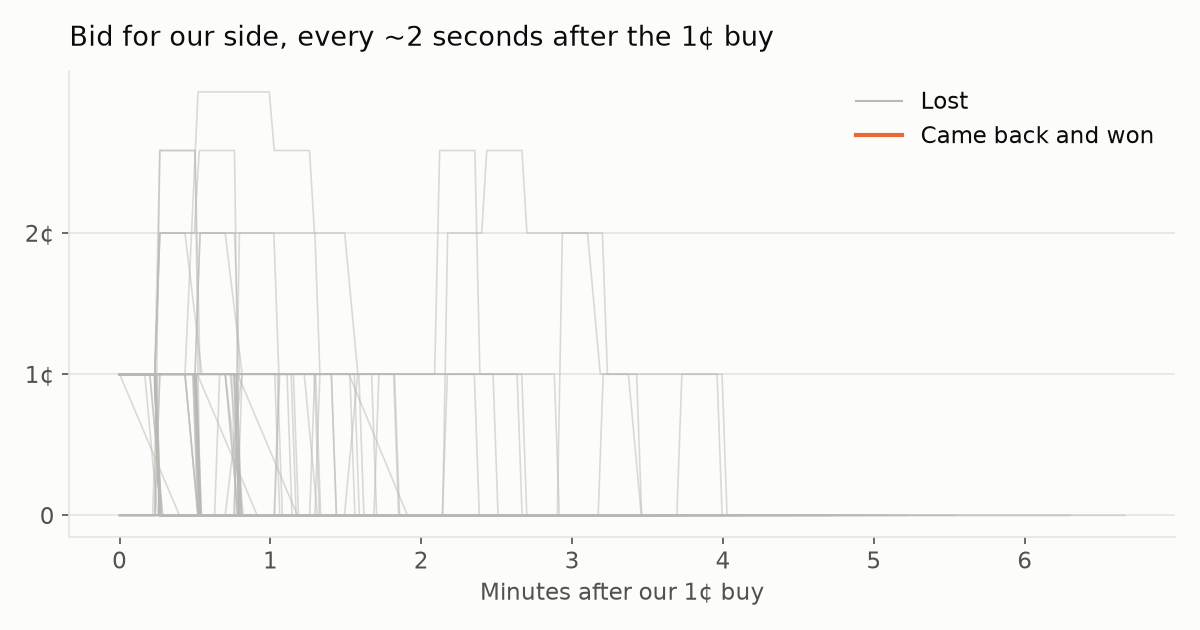 Bid for our side, every ~2 seconds after the 1¢ buy
Lost
Came back and won
2¢
1¢
0
0 1 2 3 4 5 6
Minutes after our 1¢ buy